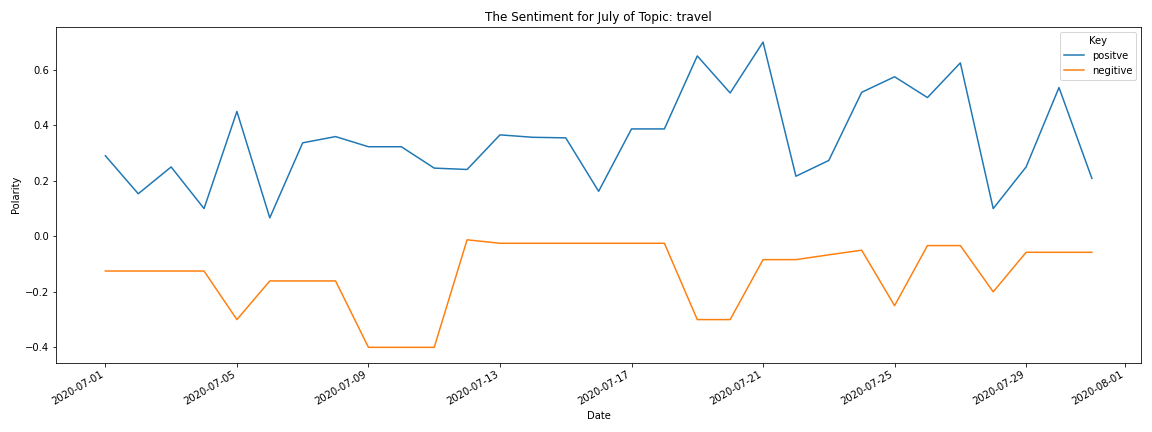 The Sentiment for July of Topic: travel
Key
positve
negitive
Polarity
0.6
0.4
0.2
0.0
−0.2
−0.4
2020-07-01
2020-07-05
2020-07-09
2020-07-13
2020-07-17
2020-07-21
2020-07-25
2020-07-29
2020-08-01
Date